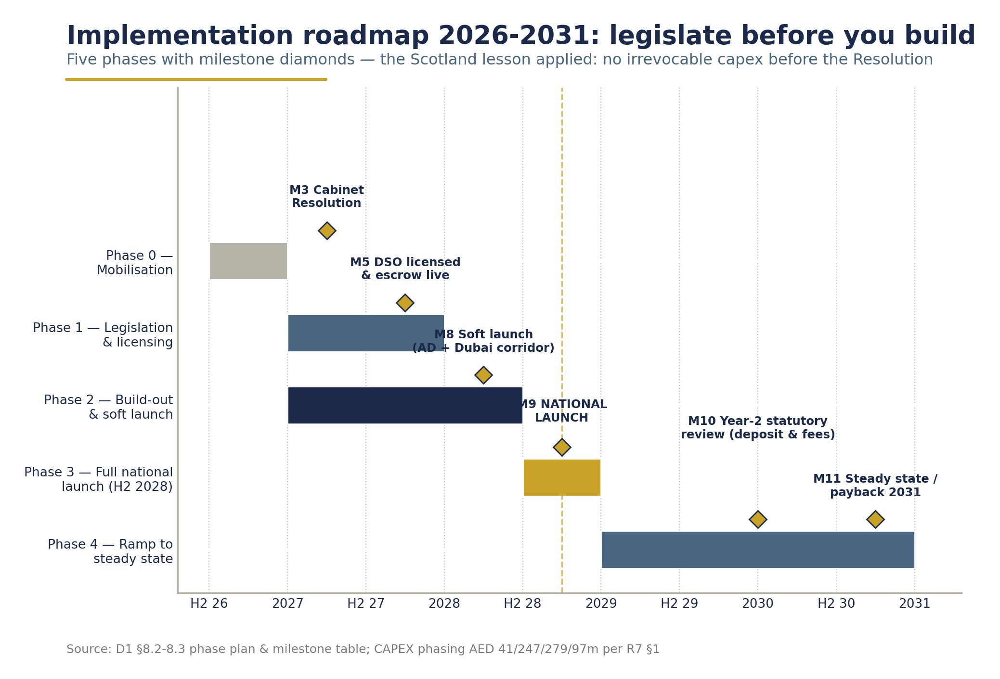 Implementation roadmap 2026-2031: legislate before you build
Five phases with milestone diamonds — the Scotland lesson applied: no irrevocable capex before the Resolution
M3 Cabinet
Resolution
Phase 0 —
Mobilisation
M5 DSO licensed
& escrow live
Phase 1 — Legislation
& licensing
M8 Soft launch
(AD + Dubai corridor)
Phase 2 — Build-out
& soft launch
M9 NATIONAL
LAUNCH
M10 Year-2 statutory
review (deposit & fees)
Phase 3 — Full national
launch (H2 2028)
M11 Steady state /
payback 2031
Phase 4 — Ramp to
steady state
H2 26 2027 H2 27 2028 H2 28 2029 H2 29 2030 H2 30 2031
Source: D1 §8.2-8.3 phase plan & milestone table; CAPEX phasing AED 41/247/279/97m per R7 §1